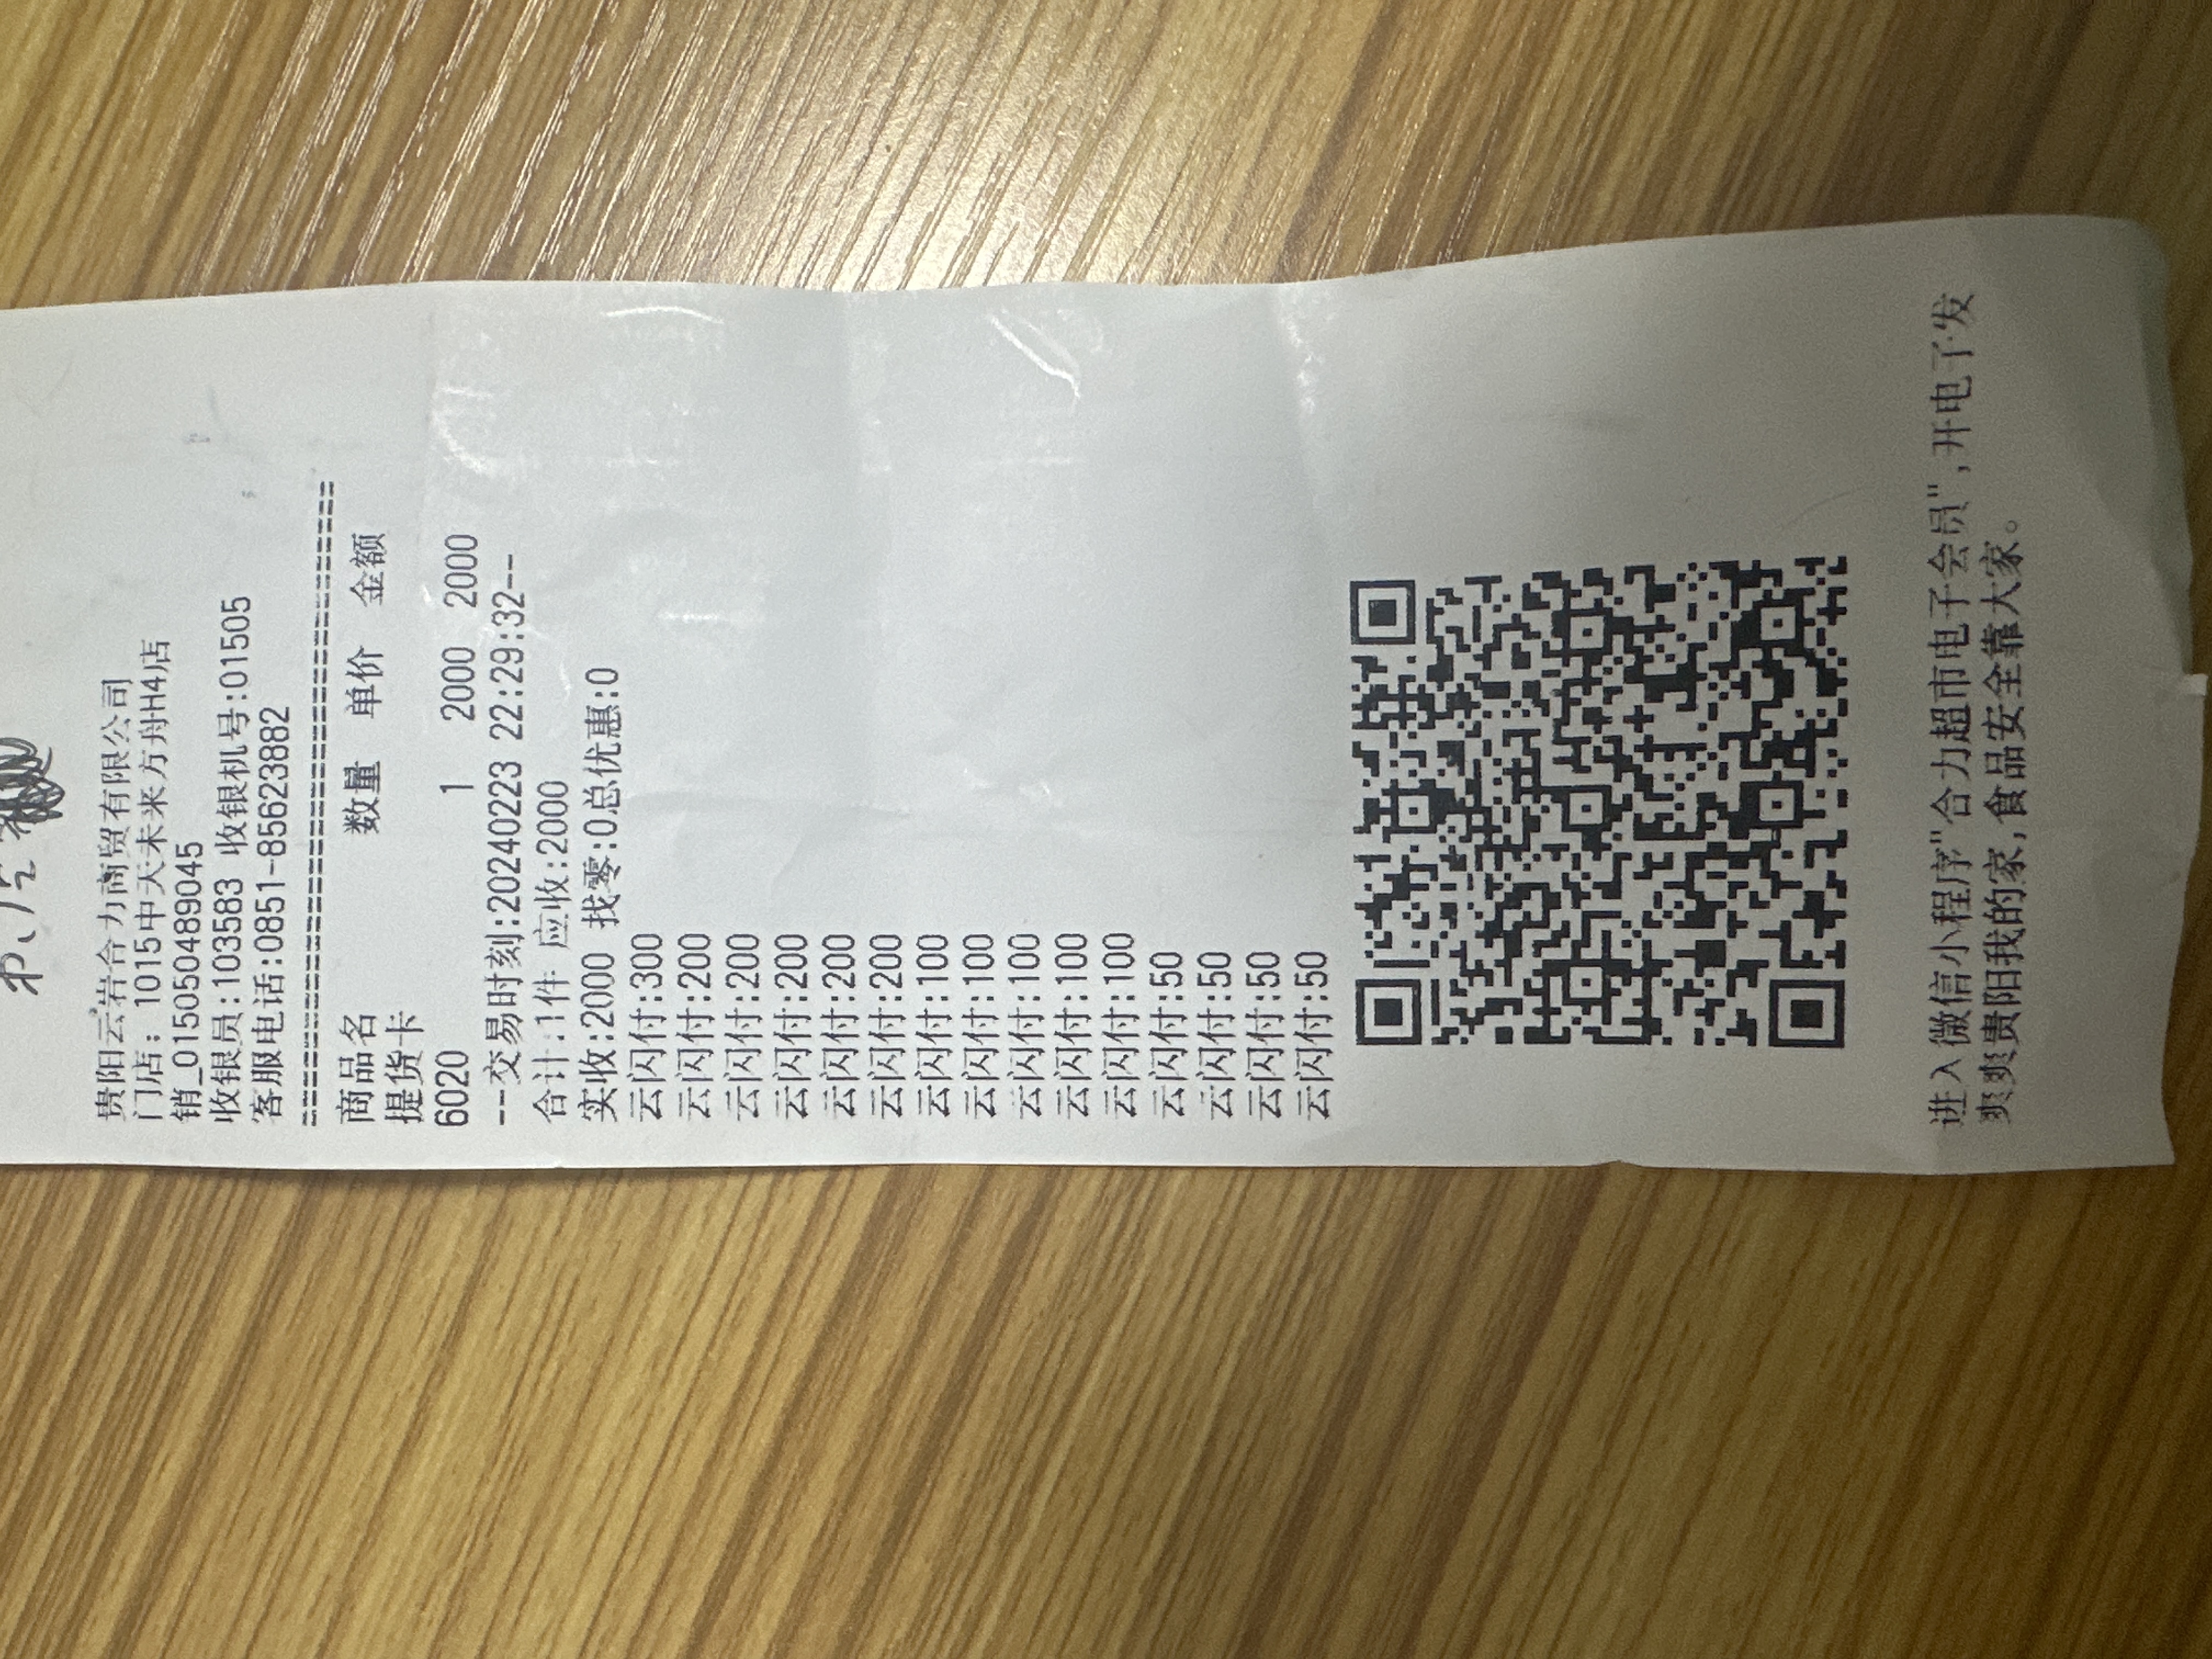 贵阳云岩合力商贸有限公司
门店: 1015中天未来方舟H4店
销_015050489045
收银员:103583 收银机号:01505
客服电话:0851-85623882
================================
商品名 数量 单价 金额
提货卡
6020 1 2000 2000
--交易时刻:20240223 22:29:32--
合计:1件 应收:2000
实收:2000 找零:0总优惠:0
云闪付:300
云闪付:200
云闪付:200
云闪付:200
云闪付:200
云闪付:200
云闪付:100
云闪付:100
云闪付:100
云闪付:100
云闪付:100
云闪付:50
云闪付:50
云闪付:50
云闪付:50
进入微信小程序"合力超市电子会员",开电子发
爽爽贵阳我的家,食品安全靠大家。